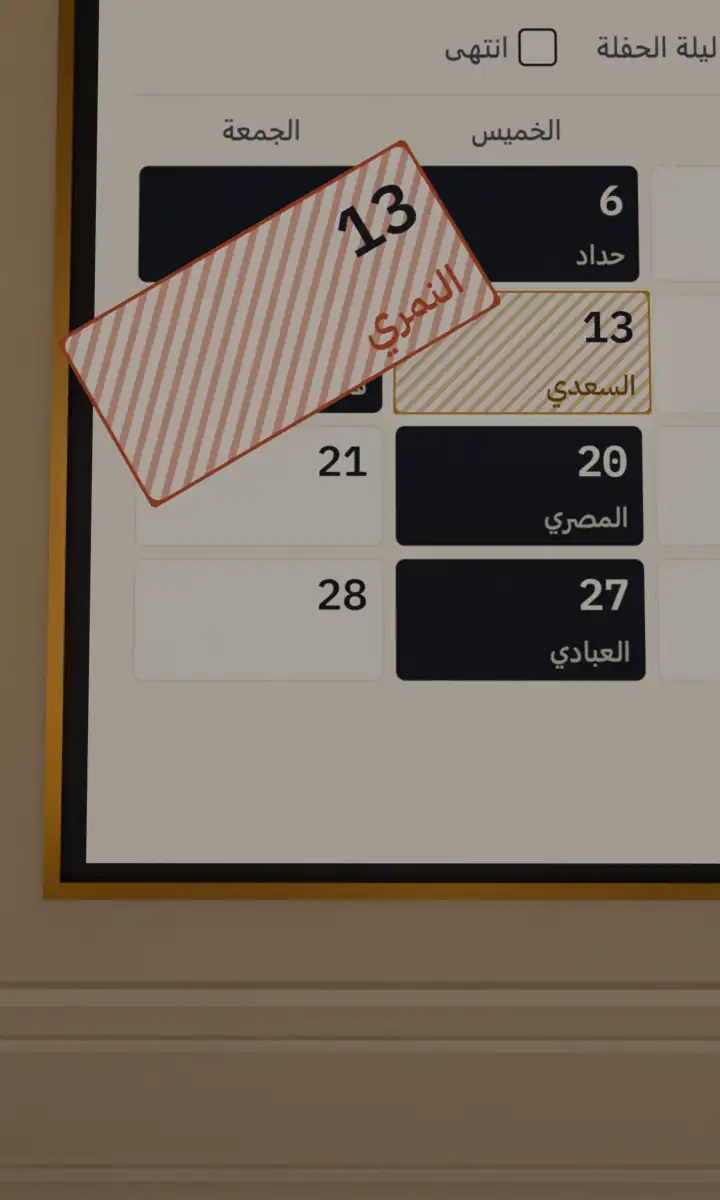 ليلة الحفلة
انتهى
الخميس
الجمعة
6
حداد
13
النمري
13
السعدي
20
المصري
21
27
العبادي
28